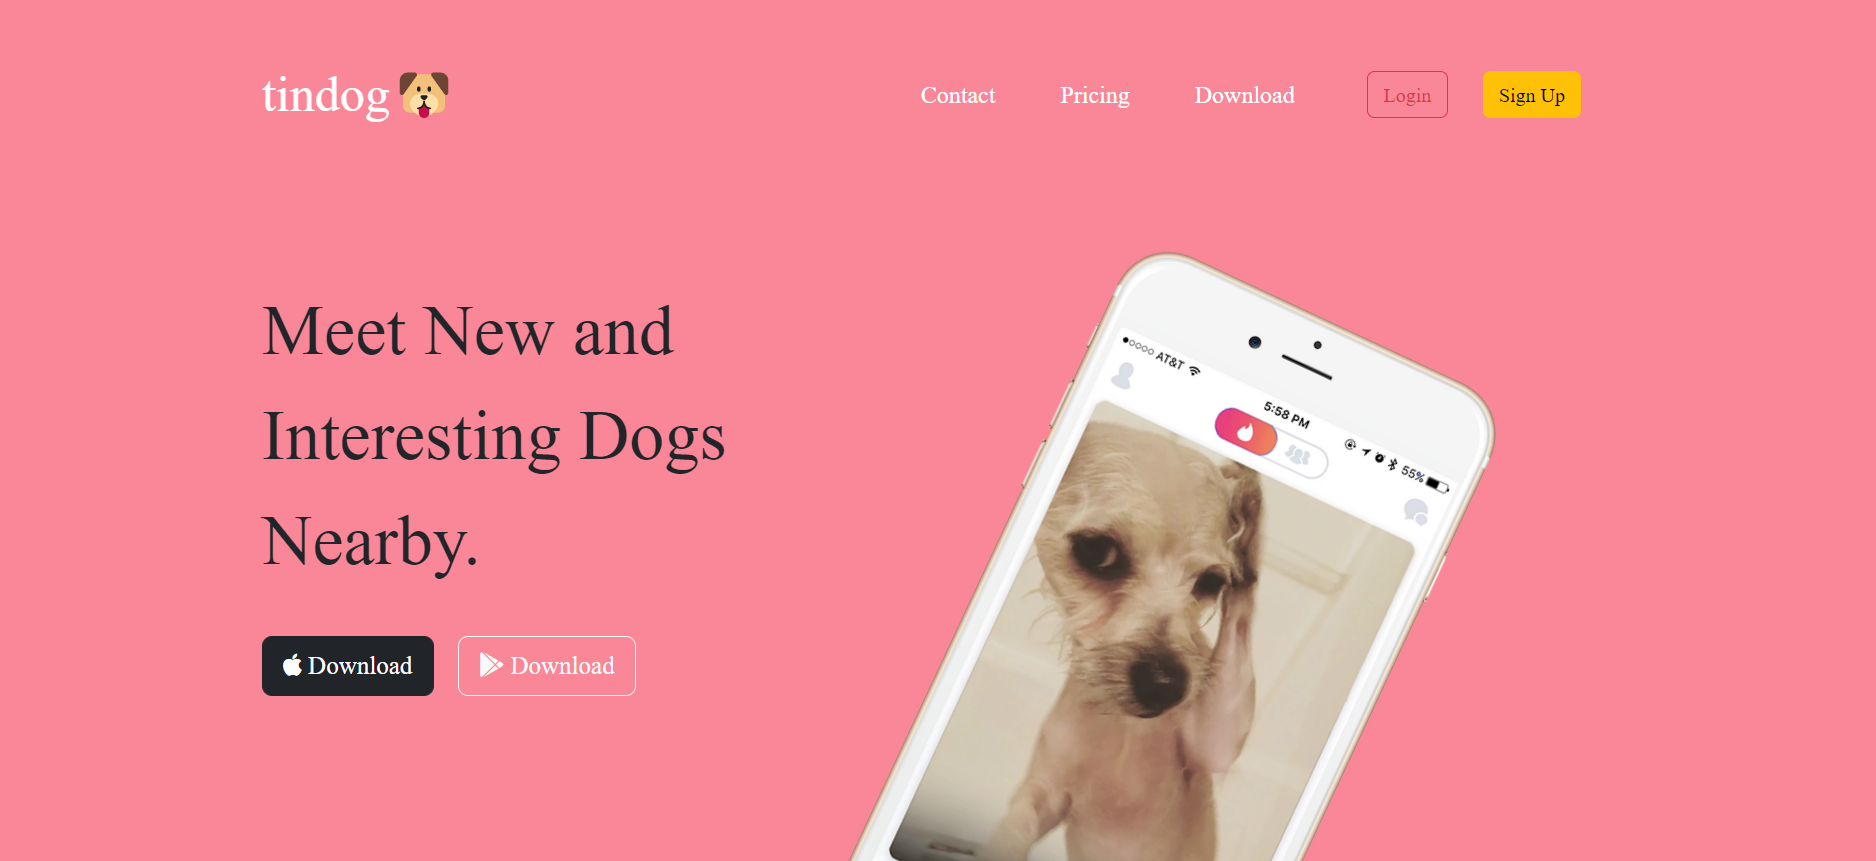 tindog
Contact Pricing Download Login Sign Up
Meet New and
Interesting Dogs
Nearby.
Download Download
AT&T
5:58 PM
55%